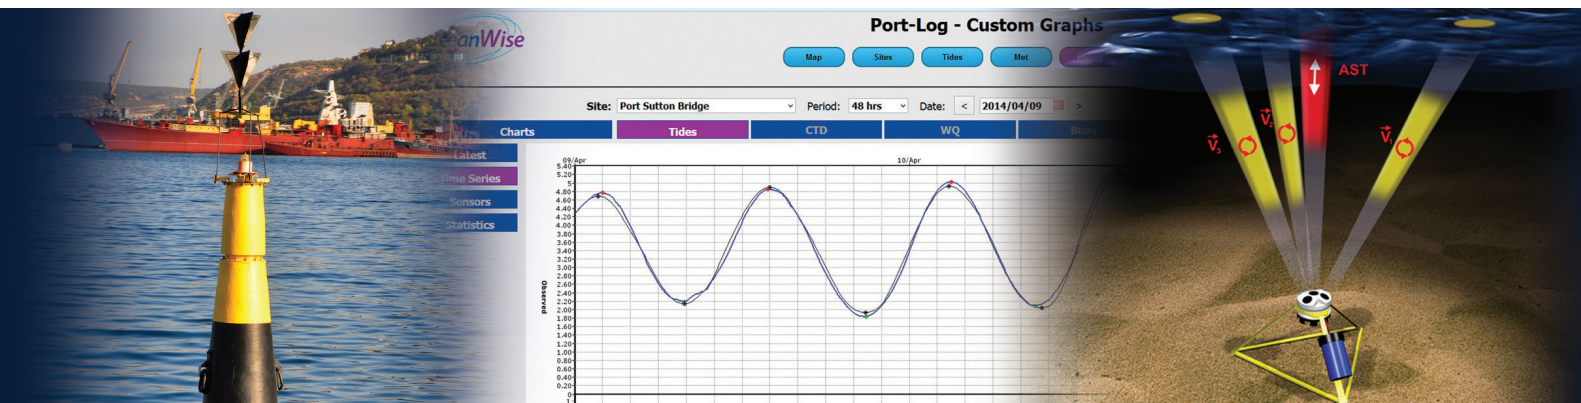 OceanWise
Port-Log - Custom Graphs
Map Sites Tides Met
Site: Port Sutton Bridge Period: 48 hrs Date: < 2014/04/09 >
Charts Tides CTD WQ Buoy
Latest
Time Series
Sensors
Statistics
09/Apr 10/Apr
5.40
5.20
5
4.80
4.60
4.40
4.20
4.00
3.80
3.60
3.40
3.20
3.00
2.80
2.60
2.40
2.20
2.00
1.80
1.60
1.40
1.20
1.00
0.80
0.60
0.40
0.20
0
Observed
AST
V3
V2
V1